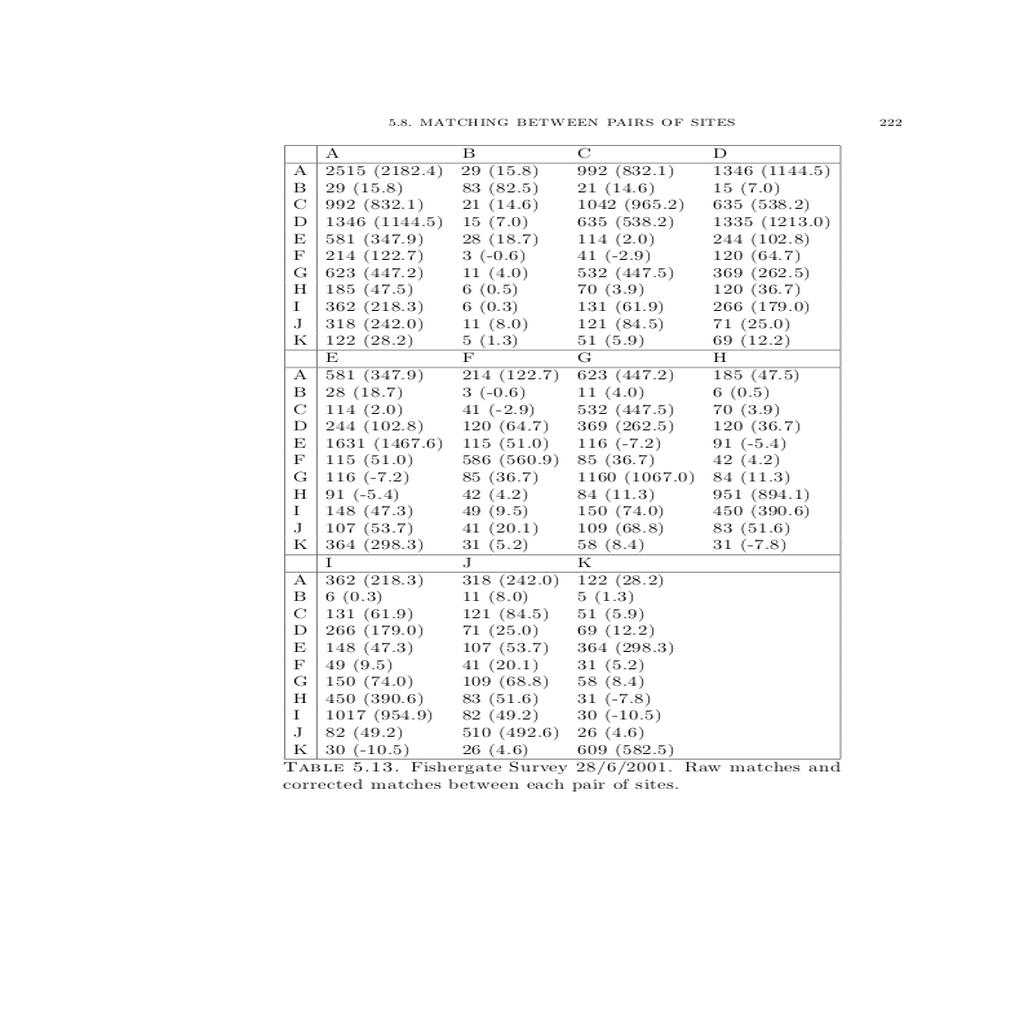 5.8. MATCHING BETWEEN PAIRS OF SITES 222
A B C D
A 2515 (2182.4) 29 (15.8) 992 (832.1) 1346 (1144.5)
B 29 (15.8) 83 (82.5) 21 (14.6) 15 (7.0)
C 992 (832.1) 21 (14.6) 1042 (965.2) 635 (538.2)
D 1346 (1144.5) 15 (7.0) 635 (538.2) 1335 (1213.0)
E 581 (347.9) 28 (18.7) 114 (2.0) 244 (102.8)
F 214 (122.7) 3 (-0.6) 41 (-2.9) 120 (64.7)
G 623 (447.2) 11 (4.0) 532 (447.5) 369 (262.5)
H 185 (47.5) 6 (0.5) 70 (3.9) 120 (36.7)
I 362 (218.3) 6 (0.3) 131 (61.9) 266 (179.0)
J 318 (242.0) 11 (8.0) 121 (84.5) 71 (25.0)
K 122 (28.2) 5 (1.3) 51 (5.9) 69 (12.2)
E F G H
A 581 (347.9) 214 (122.7) 623 (447.2) 185 (47.5)
B 28 (18.7) 3 (-0.6) 11 (4.0) 6 (0.5)
C 114 (2.0) 41 (-2.9) 532 (447.5) 70 (3.9)
D 244 (102.8) 120 (64.7) 369 (262.5) 120 (36.7)
E 1631 (1467.6) 115 (51.0) 116 (-7.2) 91 (-5.4)
F 115 (51.0) 586 (560.9) 85 (36.7) 42 (4.2)
G 116 (-7.2) 85 (36.7) 1160 (1067.0) 84 (11.3)
H 91 (-5.4) 42 (4.2) 84 (11.3) 951 (894.1)
I 148 (47.3) 49 (9.5) 150 (74.0) 450 (390.6)
J 107 (53.7) 41 (20.1) 109 (68.8) 83 (51.6)
K 364 (298.3) 31 (5.2) 58 (8.4) 31 (-7.8)
I J K
A 362 (218.3) 318 (242.0) 122 (28.2)
B 6 (0.3) 11 (8.0) 5 (1.3)
C 131 (61.9) 121 (84.5) 51 (5.9)
D 266 (179.0) 71 (25.0) 69 (12.2)
E 148 (47.3) 107 (53.7) 364 (298.3)
F 49 (9.5) 41 (20.1) 31 (5.2)
G 150 (74.0) 109 (68.8) 58 (8.4)
H 450 (390.6) 83 (51.6) 31 (-7.8)
I 1017 (954.9) 82 (49.2) 30 (-10.5)
J 82 (49.2) 510 (492.6) 26 (4.6)
K 30 (-10.5) 26 (4.6) 609 (582.5)
TABLE 5.13. Fishergate Survey 28/6/2001. Raw matches and
corrected matches between each pair of sites.